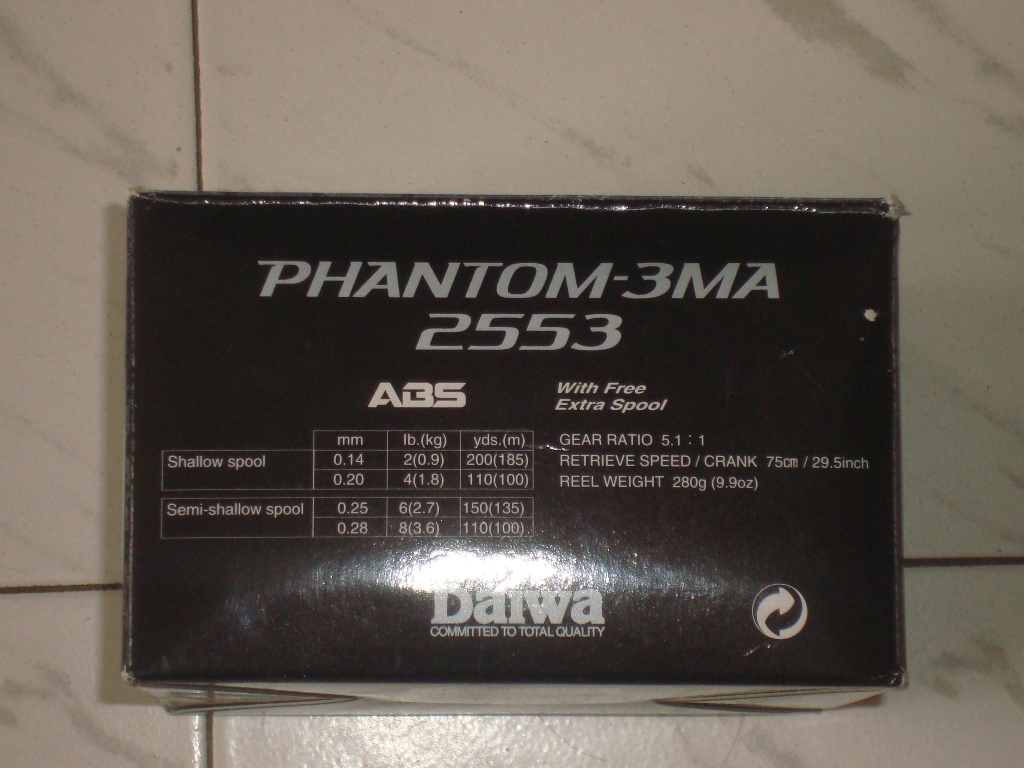 PHANTOM-3MA
2553
ABS
With Free
Extra Spool
mm lb.(kg) yds.(m)
Shallow spool 0.14 2(0.9) 200(185)
0.20 4(1.8) 110(100)
Semi-shallow spool 0.25 6(2.7) 150(135)
0.28 8(3.6) 110(100)
GEAR RATIO 5.1 : 1
RETRIEVE SPEED / CRANK 75㎝ / 29.5inch
REEL WEIGHT 280g (9.9oz)
Daiwa
COMMITTED TO TOTAL QUALITY